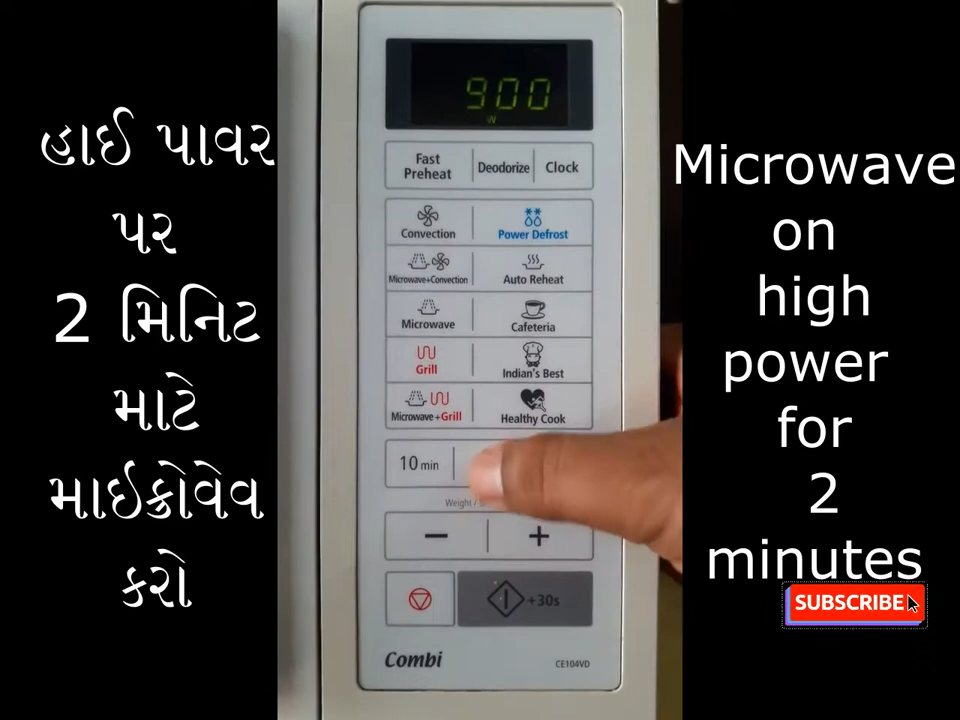 હાઈ પાવર
પર
2 મિનિટ
માટે
માઇક્રોવેવ
કરો
900
W
Fast
Preheat
Deodorize
Clock
Convection
Power Defrost
Microwave+Convection
Auto Reheat
Microwave
Cafeteria
Grill
Indian's Best
Microwave+Grill
Healthy Cook
10 min
Weight /
−
+
+30s
Combi
CE104VD
Microwave
on
high
power
for
2
minutes
SUBSCRIBE